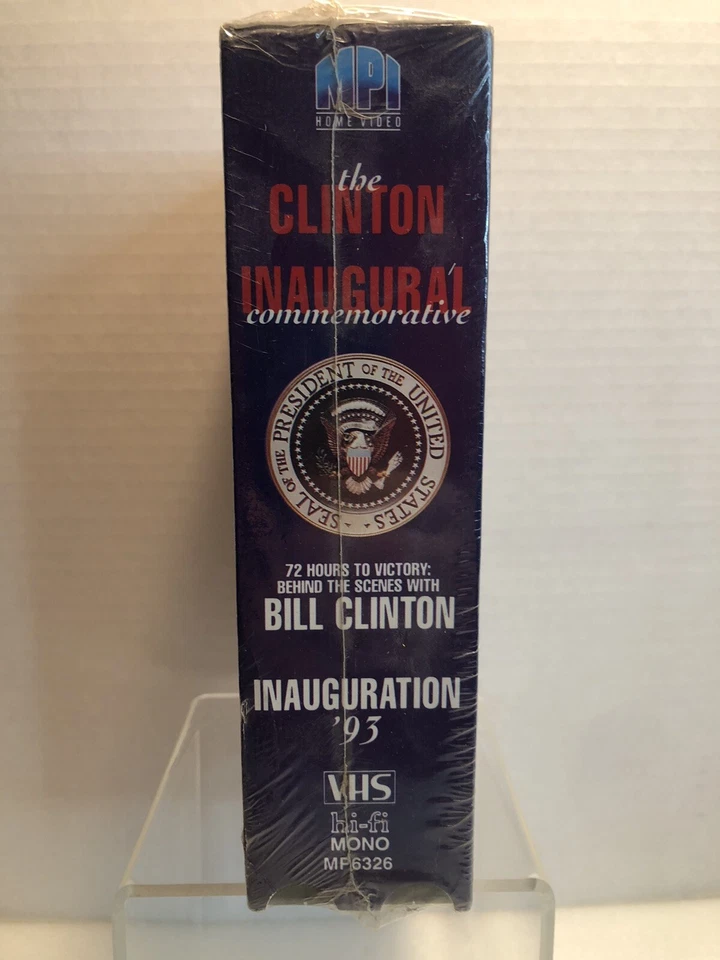 MPI
HOME VIDEO
the
CLINTON
INAUGURAL
commemorative
SEAL OF THE PRESIDENT OF THE UNITED STATES
72 HOURS TO VICTORY:
BEHIND THE SCENES WITH
BILL CLINTON
INAUGURATION
'93
VHS
hi-fi
MONO
MP6326